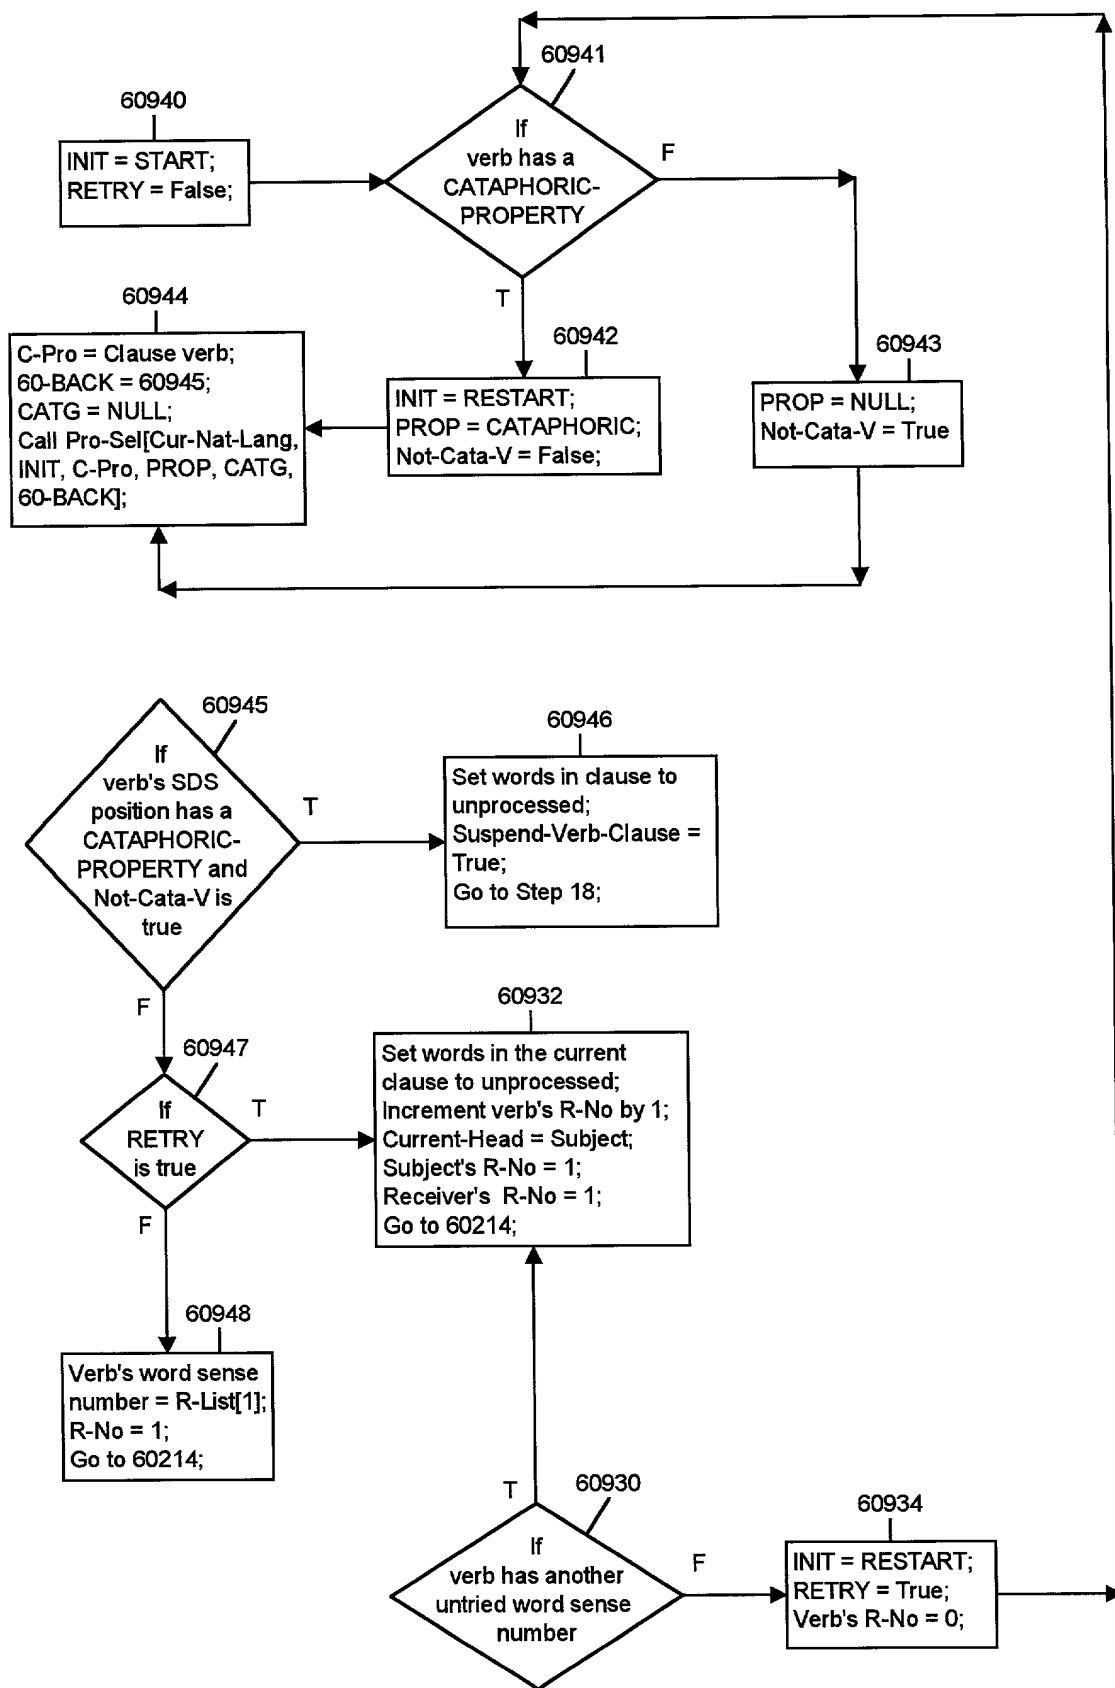 60941
60940
INIT = START;
RETRY = False;
If
verb has a
CATAPHORIC-
PROPERTY
F
T
60944
C-Pro = Clause verb;
60-BACK = 60945;
CATG = NULL;
Call Pro-Sel[Cur-Nat-Lang,
INIT, C-Pro, PROP, CATG,
60-BACK];
60942
INIT = RESTART;
PROP = CATAPHORIC;
Not-Cata-V = False;
60943
PROP = NULL;
Not-Cata-V = True
60945
If
verb's SDS
position has a
CATAPHORIC-
PROPERTY and
Not-Cata-V is
true
T
F
60946
Set words in clause to
unprocessed;
Suspend-Verb-Clause =
True;
Go to Step 18;
60947
If
RETRY
is true
T
F
60932
Set words in the current
clause to unprocessed;
Increment verb's R-No by 1;
Current-Head = Subject;
Subject's R-No = 1;
Receiver's R-No = 1;
Go to 60214;
60948
Verb's word sense
number = R-List[1];
R-No = 1;
Go to 60214;
T
60930
If
verb has another
untried word sense
number
F
60934
INIT = RESTART;
RETRY = True;
Verb's R-No = 0;